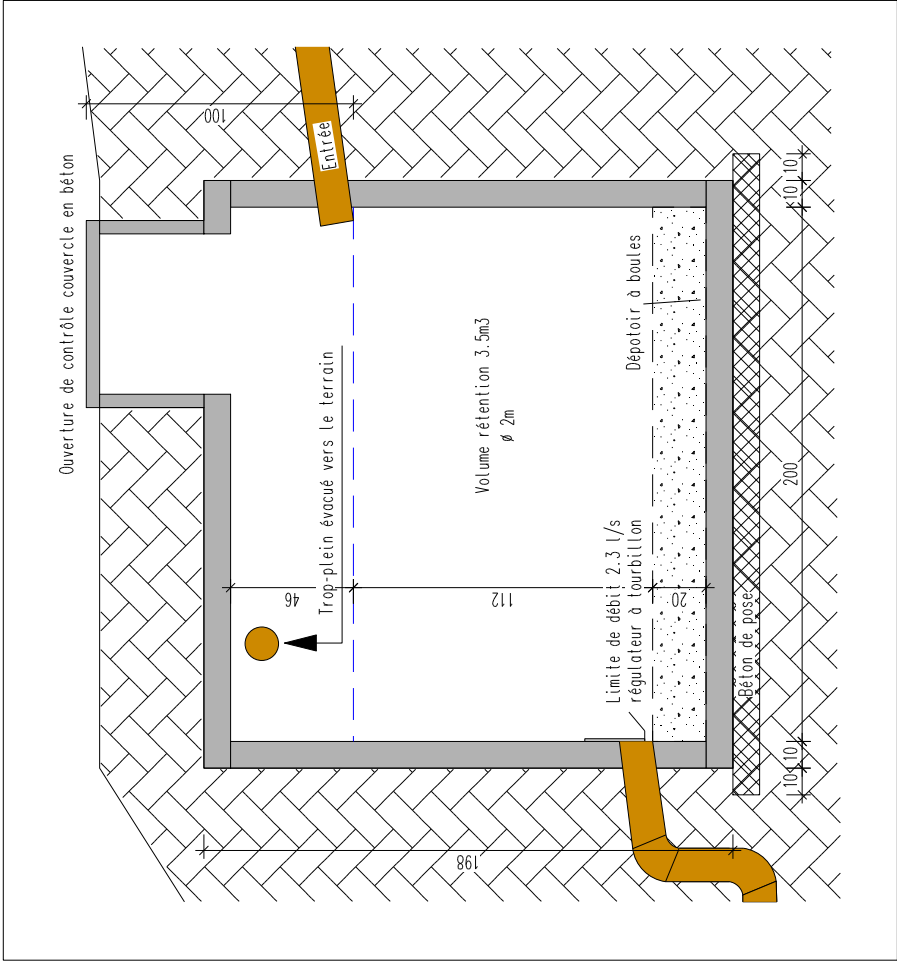 Ouverture de contrôle couvercle en béton
100
Entrée
Trop-plein évacué vers le terrain
46
Volume rétention 3.5m3
ø 2m
112
Dépotoir à boules
Limite de débit 2.3 l/s
régulateur à tourbillon
20
Béton de pose
198
10
10
200
10
10